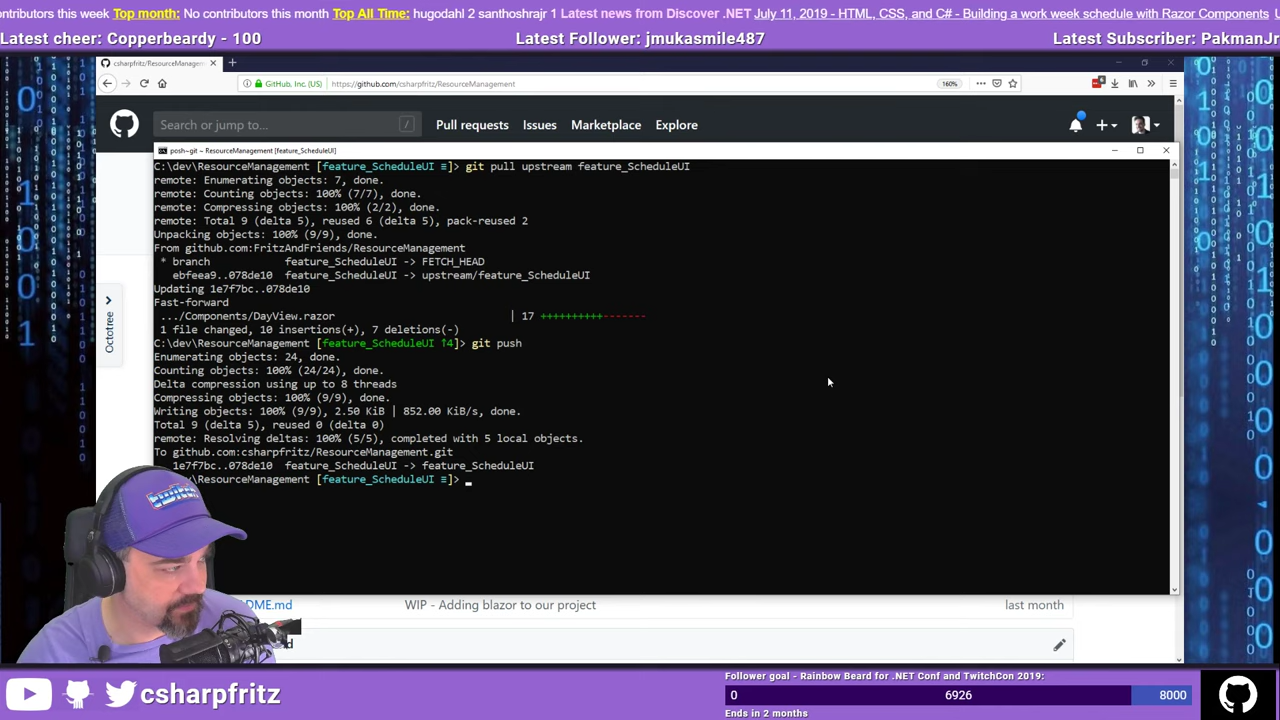 contributors this week Top month: No contributors this month Top All Time: hugodahl 2 santhoshraj 1 Latest news from Discover .NET July 11, 2019 - HTML, CSS, and C# - Building a work week schedule with Razor Components
Latest cheer: Copperbeardy - 100 Latest Follower: jmukasmile487 Latest Subscriber: PakmanJr
csharpfritz/ResourceManagem
GitHub, Inc. (US) https://github.com/csharpfritz/ResourceManagement 160%
Search or jump to... / Pull requests Issues Marketplace Explore
posh~git ~ ResourceManagement [feature_ScheduleUI]
C:\dev\ResourceManagement [feature_ScheduleUI ≡]> git pull upstream feature_ScheduleUI
remote: Enumerating objects: 7, done.
remote: Counting objects: 100% (7/7), done.
remote: Compressing objects: 100% (2/2), done.
remote: Total 9 (delta 5), reused 6 (delta 5), pack-reused 2
Unpacking objects: 100% (9/9), done.
From github.com:FritzAndFriends/ResourceManagement
* branch feature_ScheduleUI -> FETCH_HEAD
ebfeea9..078de10 feature_ScheduleUI -> upstream/feature_ScheduleUI
Updating 1e7f7bc..078de10
Fast-forward
.../Components/DayView.razor | 17 ++++++++++-------
1 file changed, 10 insertions(+), 7 deletions(-)
C:\dev\ResourceManagement [feature_ScheduleUI ↑4]> git push
Enumerating objects: 24, done.
Counting objects: 100% (24/24), done.
Delta compression using up to 8 threads
Compressing objects: 100% (9/9), done.
Writing objects: 100% (9/9), 2.50 KiB | 852.00 KiB/s, done.
Total 9 (delta 5), reused 0 (delta 0)
remote: Resolving deltas: 100% (5/5), completed with 5 local objects.
To github.com:csharpfritz/ResourceManagement.git
1e7f7bc..078de10 feature_ScheduleUI -> feature_ScheduleUI
dev\ResourceManagement [feature_ScheduleUI ≡]>
Octotree
DME.md WIP - Adding blazor to our project last month
twitch
csharpfritz
Follower goal - Rainbow Beard for .NET Conf and TwitchCon 2019:
0 6926 8000
Ends in 2 months